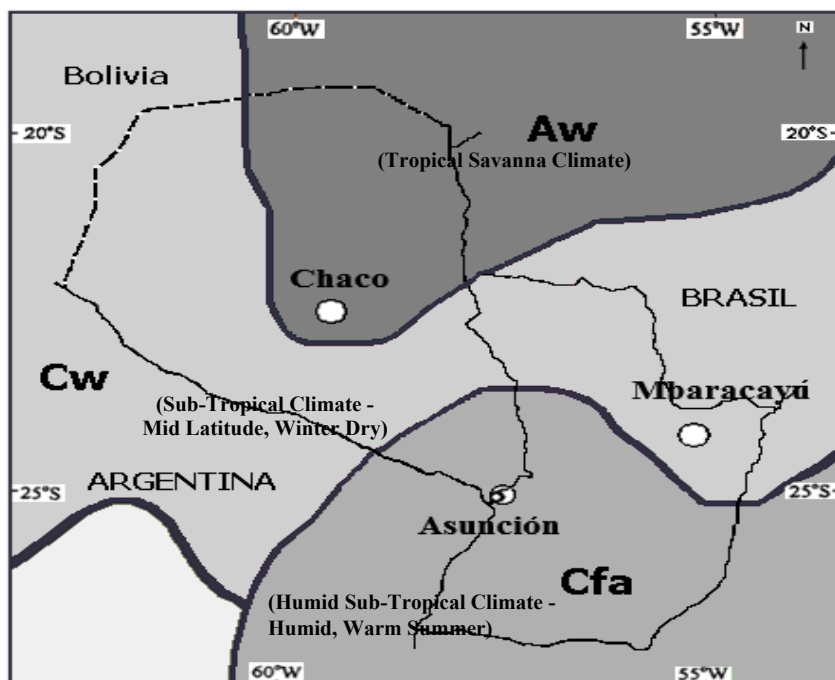 60°W
55°W
N
Bolivia
20°S
Aw
20°S
(Tropical Savanna Climate)
Chaco
BRASIL
Cw
Mbaracayú
(Sub-Tropical Climate -
Mid Latitude, Winter Dry)
ARGENTINA
25°S
25°S
Asunción
Cfa
(Humid Sub-Tropical Climate -
Humid, Warm Summer)
60°W
55°W